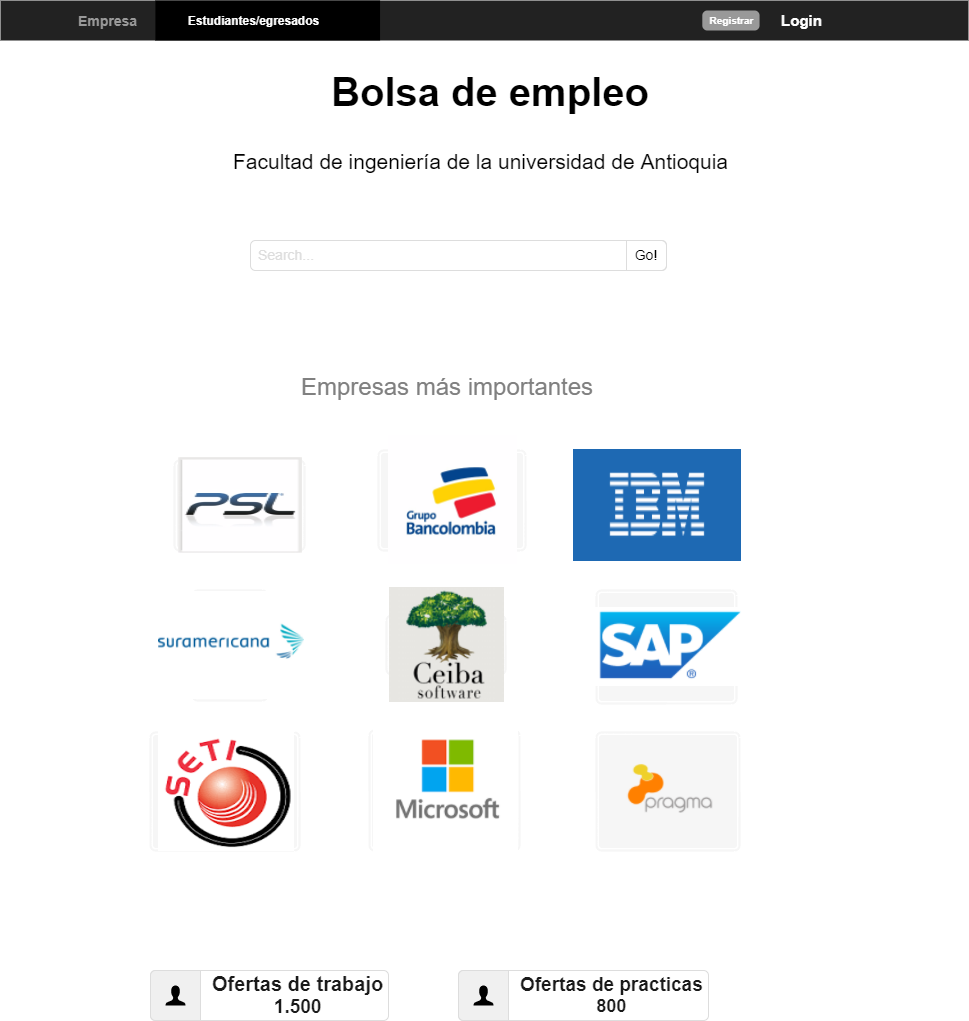 Empresa
Estudiantes/egresados
Registrar
Login
Bolsa de empleo
Facultad de ingeniería de la universidad de Antioquia
Search...
Go!
Empresas más importantes
PSL
Grupo
Bancolombia
IBM
suramericana
Ceiba
software
SAP
®
SETI
Microsoft
pragma
Ofertas de trabajo
1.500
Ofertas de practicas
800